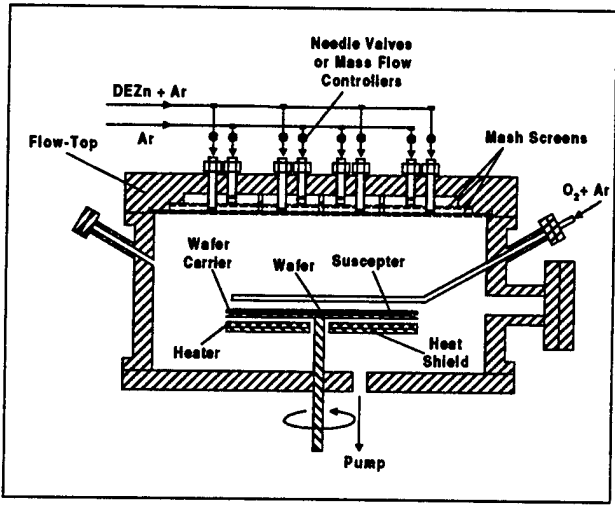 Needle Valves
or Mass Flow
Controllers
DEZn + Ar
Ar
Flow-Top
Mash Screens
O₂+ Ar
Wafer
Carrier
Wafer
Suscepter
Heater
Heat
Shield
Pump